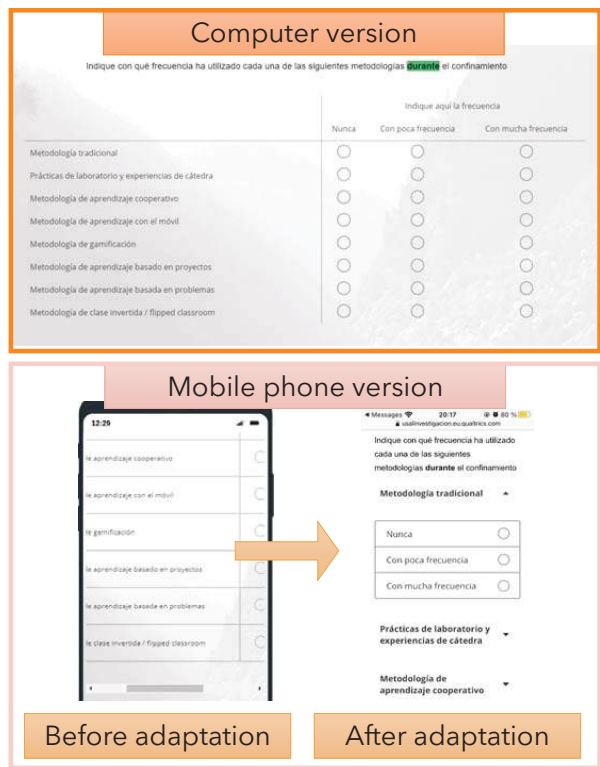 Computer version
Indique con qué frecuencia ha utilizado cada una de las siguientes metodologías durante el confinamiento
Indique aquí la frecuencia
Nunca Con poca frecuencia Con mucha frecuencia
Metodología tradicional
Prácticas de laboratorio y experiencias de cátedra
Metodología de aprendizaje cooperativo
Metodología de aprendizaje con el móvil
Metodología de gamificación
Metodología de aprendizaje basado en proyectos
Metodología de aprendizaje basada en problemas
Metodología de clase invertida / flipped classroom
Mobile phone version
12:29
le aprendizaje cooperativo
le aprendizaje con el móvil
le gamificación
le aprendizaje basado en proyectos
le aprendizaje basada en problemas
le clase invertida / flipped classroom
Before adaptation
Messages 20:17 80 %
usalinvestigacion.eu.qualtrics.com
Indique con qué frecuencia ha utilizado
cada una de las siguientes
metodologías durante el confinamiento
Metodología tradicional
Nunca
Con poca frecuencia
Con mucha frecuencia
Prácticas de laboratorio y
experiencias de cátedra
Metodología de
aprendizaje cooperativo
After adaptation